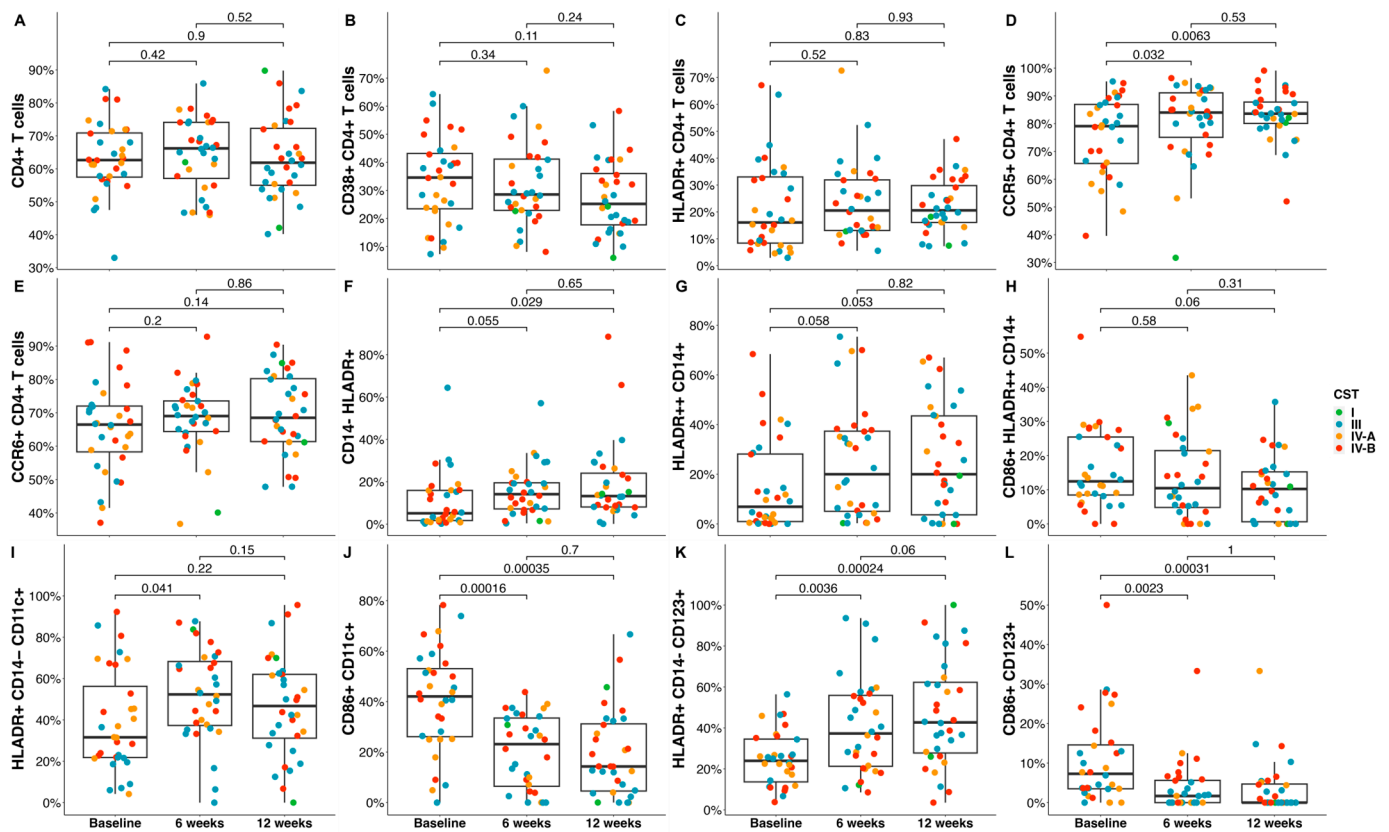 A
0.52
0.9
0.42
CD4+ T cells
90%
80%
70%
60%
50%
40%
30%
B
0.24
0.11
0.34
CD38+ CD4+ T cells
70%
60%
50%
40%
30%
20%
10%
C
0.93
0.83
0.52
HLADR+ CD4+ T cells
70%
60%
50%
40%
30%
20%
10%
0%
D
0.53
0.0063
0.032
CCR5+ CD4+ T cells
100%
90%
80%
70%
60%
50%
40%
30%
E
0.86
0.14
0.2
CCR6+ CD4+ T cells
90%
80%
70%
60%
50%
40%
F
0.65
0.029
0.055
CD14- HLADR+
80%
60%
40%
20%
0%
G
0.82
0.053
0.058
HLADR++ CD14+
80%
60%
40%
20%
0%
H
0.31
0.06
0.58
CD86+ HLADR++ CD14+
60%
50%
40%
30%
20%
10%
0%
CST
I
III
IV-A
IV-B
I
0.15
0.22
0.041
HLADR+ CD14− CD11c+
100%
80%
60%
40%
20%
0%
Baseline
6 weeks
12 weeks
J
0.7
0.00035
0.00016
CD86+ CD11c+
80%
60%
40%
20%
0%
Baseline
6 weeks
12 weeks
K
0.06
0.00024
0.0036
HLADR+ CD14- CD123+
100%
80%
60%
40%
20%
0%
Baseline
6 weeks
12 weeks
L
1
0.00031
0.0023
CD86+ CD123+
50%
40%
30%
20%
10%
0%
Baseline
6 weeks
12 weeks